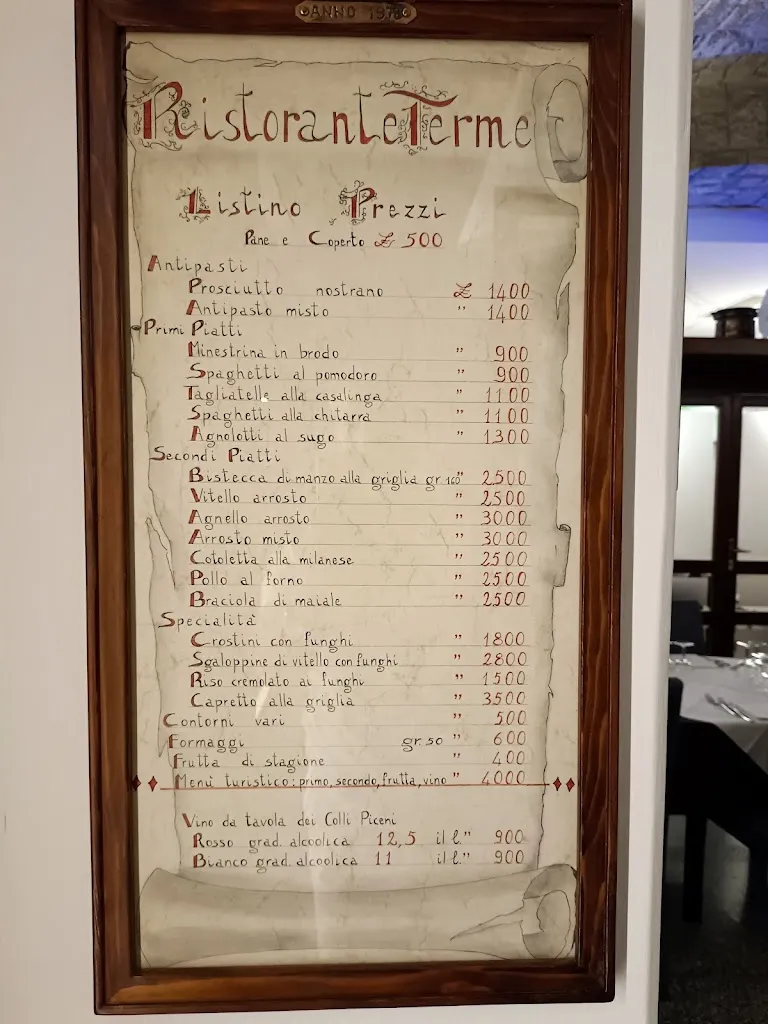 ANNO 1978
Ristorante Terme
Listino Prezzi
Pane e Coperto £ 500
Antipasti
Prosciutto nostrano £ 1400
Antipasto misto " 1400
Primi Piatti
Minestrina in brodo " 900
Spaghetti al pomodoro " 900
Tagliatelle alla casalinga " 1100
Spaghetti alla chitarra " 1100
Agnolotti al sugo " 1300
Secondi Piatti
Bistecca di manzo alla griglia gr 160 " 2500
Vitello arrosto " 2500
Agnello arrosto " 3000
Arrosto misto " 3000
Cotoletta alla milanese " 2500
Pollo al forno " 2500
Braciola di maiale " 2500
Specialità
Crostini con funghi " 1800
Sgaloppine di vitello con funghi " 2800
Riso cremolato ai funghi " 1500
Capretto alla griglia " 3500
Contorni vari " 500
Formaggi gr. 50 " 600
Frutta di stagione " 400
Menù turistico: primo, secondo, frutta, vino " 4000
Vino da tavola dei Colli Piceni
Rosso grad. alcoolica 12,5 il l. " 900
Bianco grad. alcoolica 11 il l. " 900